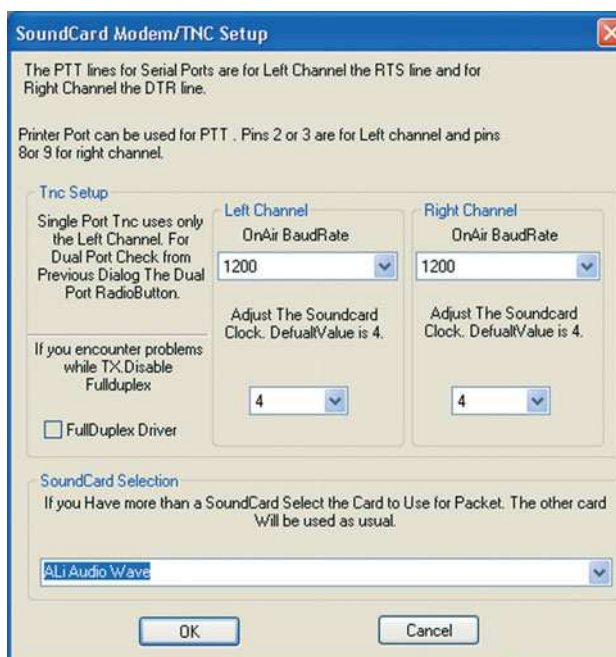 SoundCard Modem/TNC Setup
The PTT lines for Serial Ports are for Left Channel the RTS line and for
Right Channel the DTR line.
Printer Port can be used for PTT . Pins 2 or 3 are for Left channel and pins
8or 9 for right channel.
Tnc Setup
Single Port Tnc uses only
the Left Channel. For
Dual Port Check from
Previous Dialog The Dual
Port RadioButton.
If you encounter problems
while TX.Disable
Fullduplex
FullDuplex Driver
Left Channel
OnAir BaudRate
1200
Adjust The Soundcard
Clock. DefualtValue is 4.
4
Right Channel
OnAir BaudRate
1200
Adjust The Soundcard
Clock. DefualtValue is 4.
4
SoundCard Selection
If you Have more than a SoundCard Select the Card to Use for Packet. The other card
Will be used as usual.
ALi Audio Wave
OK
Cancel